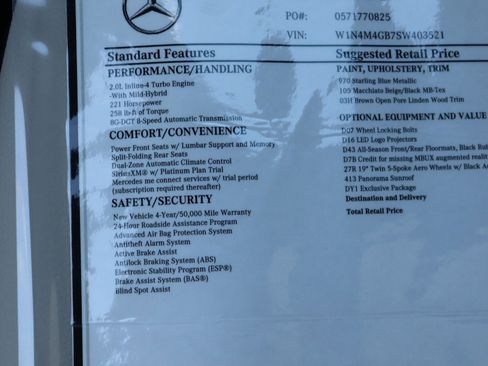 PO#: 0571770825
VIN: W1N4M4GB7SW403521
Standard Features
PERFORMANCE/HANDLING
2.0L Inline-4 Turbo Engine
-With Mild-Hybrid
221 Horsepower
258 lb-ft of Torque
8G-DCT 8-Speed Automatic Transmission
COMFORT/CONVENIENCE
Power Front Seats w/ Lumbar Support and Memory
Split-Folding Rear Seats
Dual-Zone Automatic Climate Control
SiriusXM® w/ Platinum Plan Trial
Mercedes me connect services w/ trial period
(subscription required thereafter)
SAFETY/SECURITY
New Vehicle 4-Year/50,000 Mile Warranty
24-Hour Roadside Assistance Program
Advanced Air Bag Protection System
Antitheft Alarm System
Active Brake Assist
Antilock Braking System (ABS)
Electronic Stability Program (ESP®)
Brake Assist System (BAS®)
Blind Spot Assist
Suggested Retail Price
PAINT, UPHOLSTERY, TRIM
970 Starling Blue Metallic
105 Macchiato Beige/Black MB-Tex
03H Brown Open Pore Linden Wood Trim
OPTIONAL EQUIPMENT AND VALUE
D07 Wheel Locking Bolts
D16 LED Logo Projectors
D43 All-Season Front/Rear Floormats, Rub
D7B Credit for missing MBUX augmented reality
27R 19" Twin 5-Spoke Aero Wheels w/ Black A
413 Panorama Sunroof
DY1 Exclusive Package
Destination and Delivery
Total Retail Price